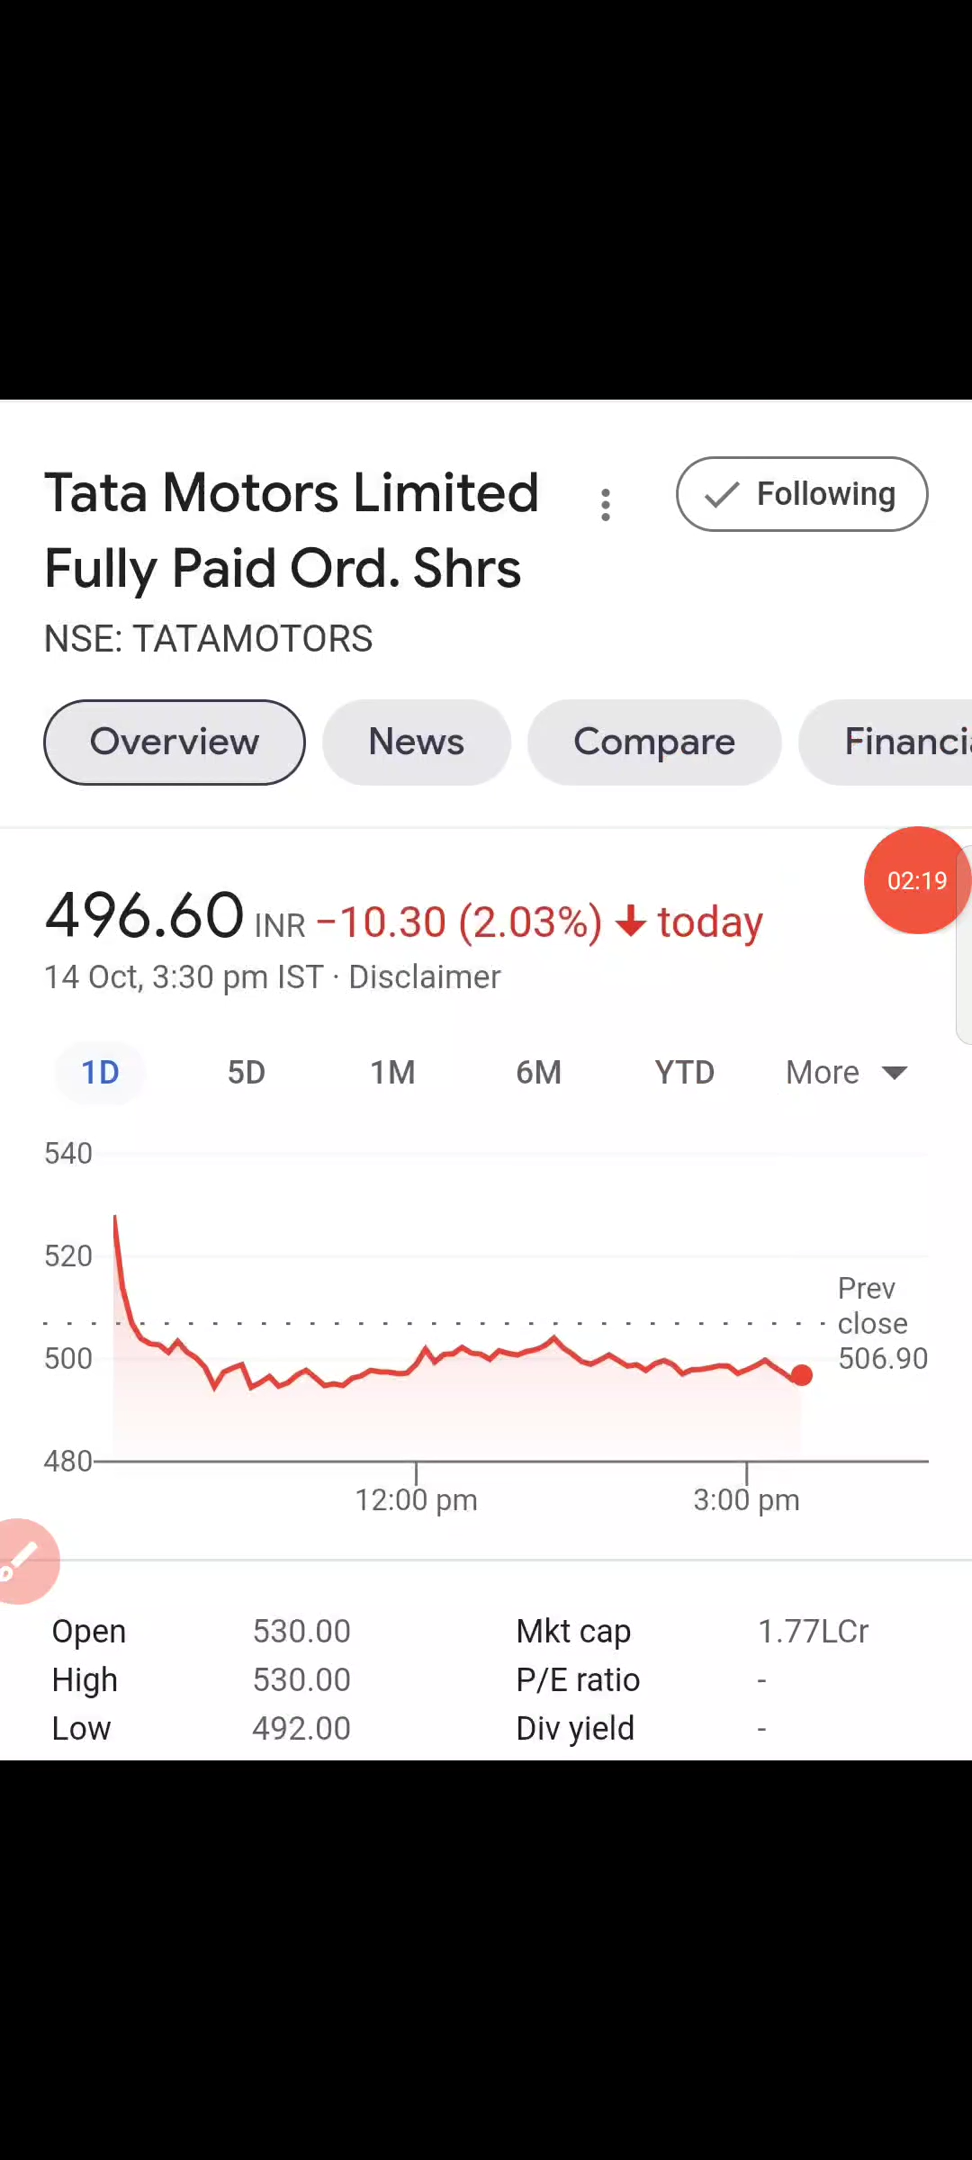 Tata Motors Limited
Fully Paid Ord. Shrs
Following
NSE: TATAMOTORS
Overview News Compare Financi
02:19
496.60 INR −10.30 (2.03%) ↓ today
14 Oct, 3:30 pm IST · Disclaimer
1D 5D 1M 6M YTD More
540
520
500
480
Prev
close
506.90
12:00 pm 3:00 pm
Open 530.00 Mkt cap 1.77LCr
High 530.00 P/E ratio -
Low 492.00 Div yield -